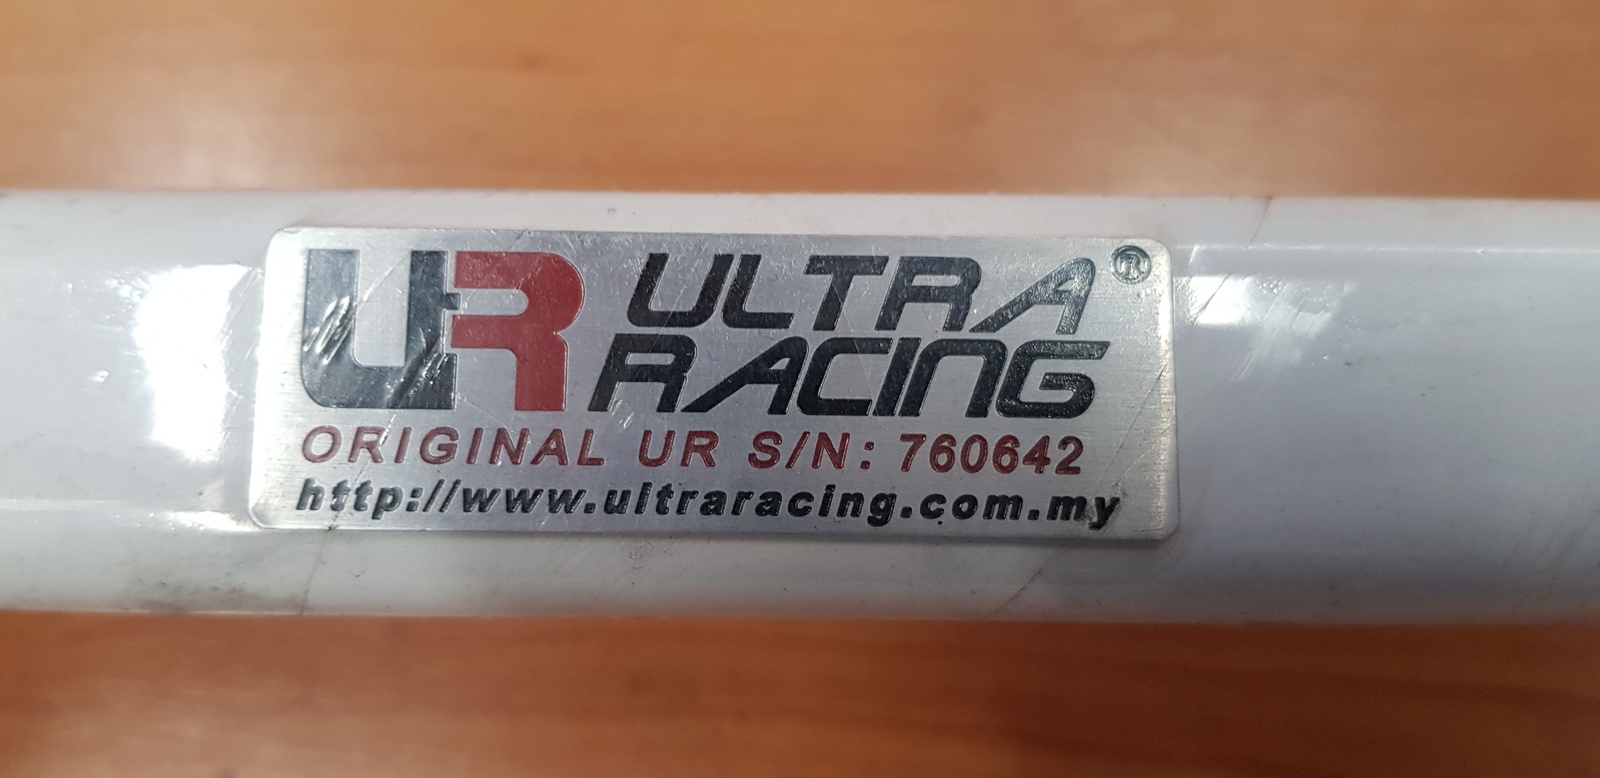 UR ULTRA ®
RACING
ORIGINAL UR S/N: 760642
http://www.ultraracing.com.my